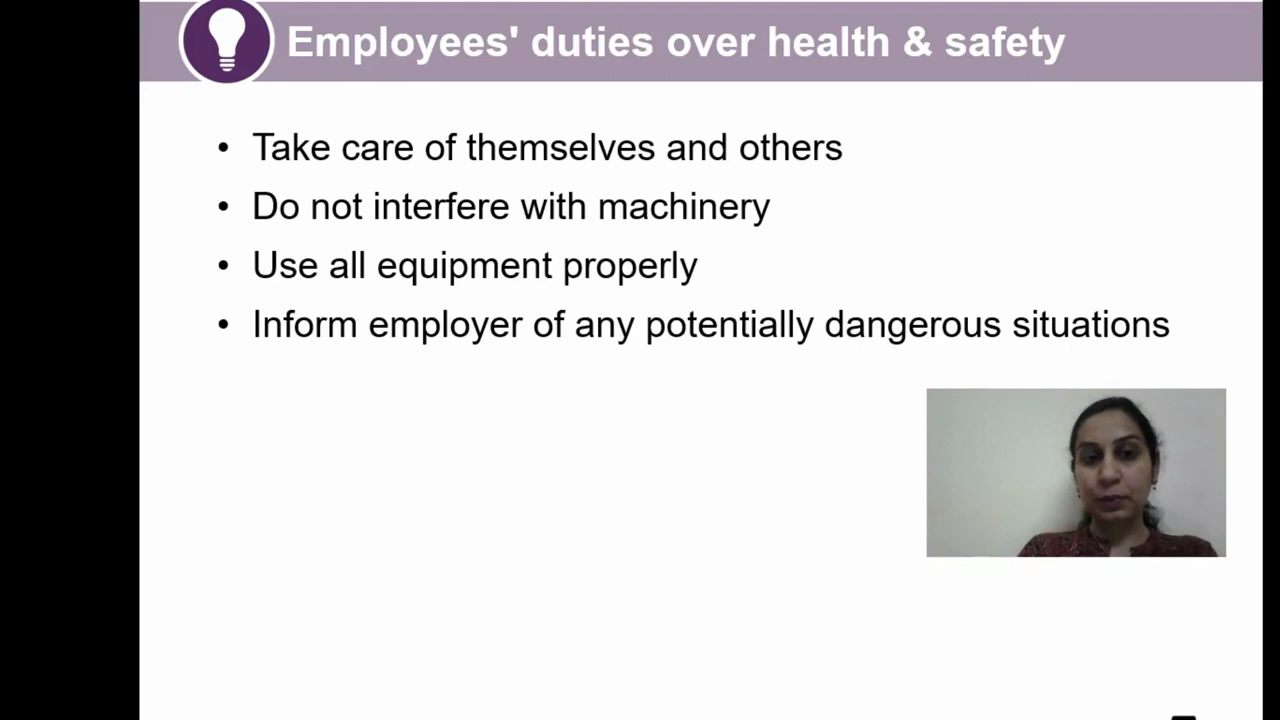 Employees' duties over health & safety
• Take care of themselves and others
• Do not interfere with machinery
• Use all equipment properly
• Inform employer of any potentially dangerous situations